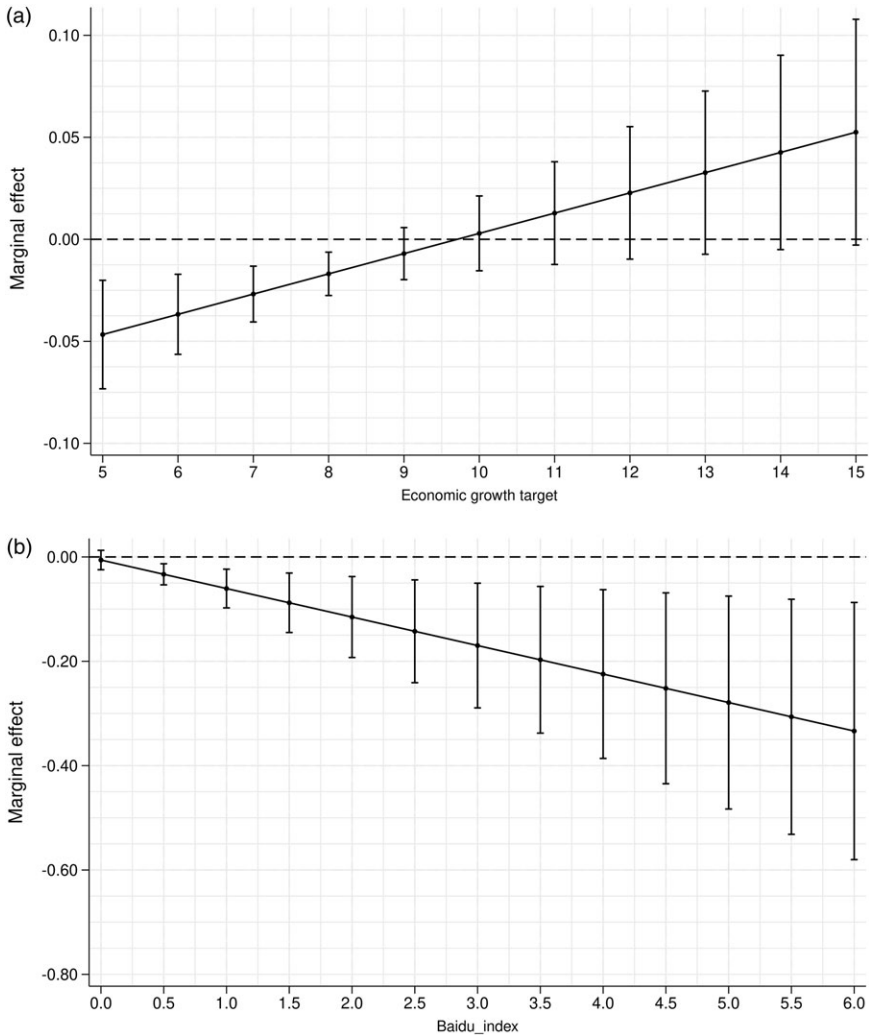 (a)
Marginal effect
0.10
0.05
0.00
-0.05
-0.10
5 6 7 8 9 10 11 12 13 14 15
Economic growth target
(b)
Marginal effect
0.00
-0.20
-0.40
-0.60
-0.80
0.0 0.5 1.0 1.5 2.0 2.5 3.0 3.5 4.0 4.5 5.0 5.5 6.0
Baidu_index